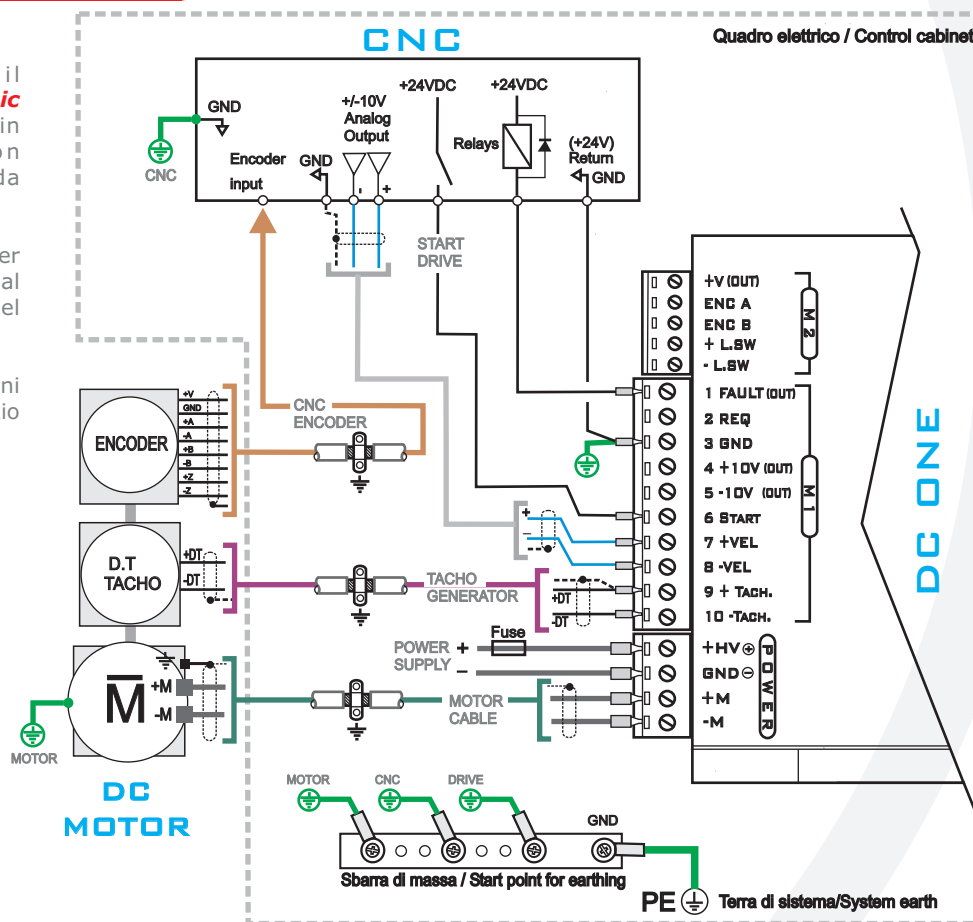 CNC
Quadro elettrico / Control cabinet
il
ic
in
on
da
er
al
el
ni
zio
GND
CNC
Encoder
input
GND
+/-10V
Analog
Output
-
+
+24VDC
+24VDC
Relays
(+24V)
Return
GND
START
DRIVE
+V (OUT)
ENC A
ENC B
+ L.SW
- L.SW
M 2
1 FAULT (OUT)
2 REQ
3 GND
4 +10V (OUT)
5 -10V (OUT)
6 START
7 +VEL
8 -VEL
9 + TACH.
10 -TACH.
M 1
DC ONE
ENCODER
+V
GND
+A
-A
+B
-B
+Z
-Z
CNC
ENCODER
+
-
D.T
TACHO
+DT
-DT
TACHO
GENERATOR
+DT
-DT
POWER
SUPPLY
+
-
Fuse
+HV
GND
+M
-M
POWER
M
+M
-M
MOTOR
CABLE
MOTOR
DC
MOTOR
MOTOR
CNC
DRIVE
GND
Sbarra di massa / Start point for earthing
PE
Terra di sistema/System earth